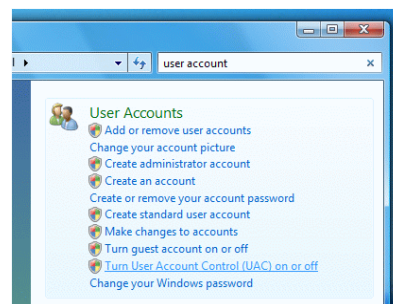 l
user account
User Accounts
Add or remove user accounts
Change your account picture
Create administrator account
Create an account
Create or remove your account password
Create standard user account
Make changes to accounts
Turn guest account on or off
Turn User Account Control (UAC) on or off
Change your Windows password